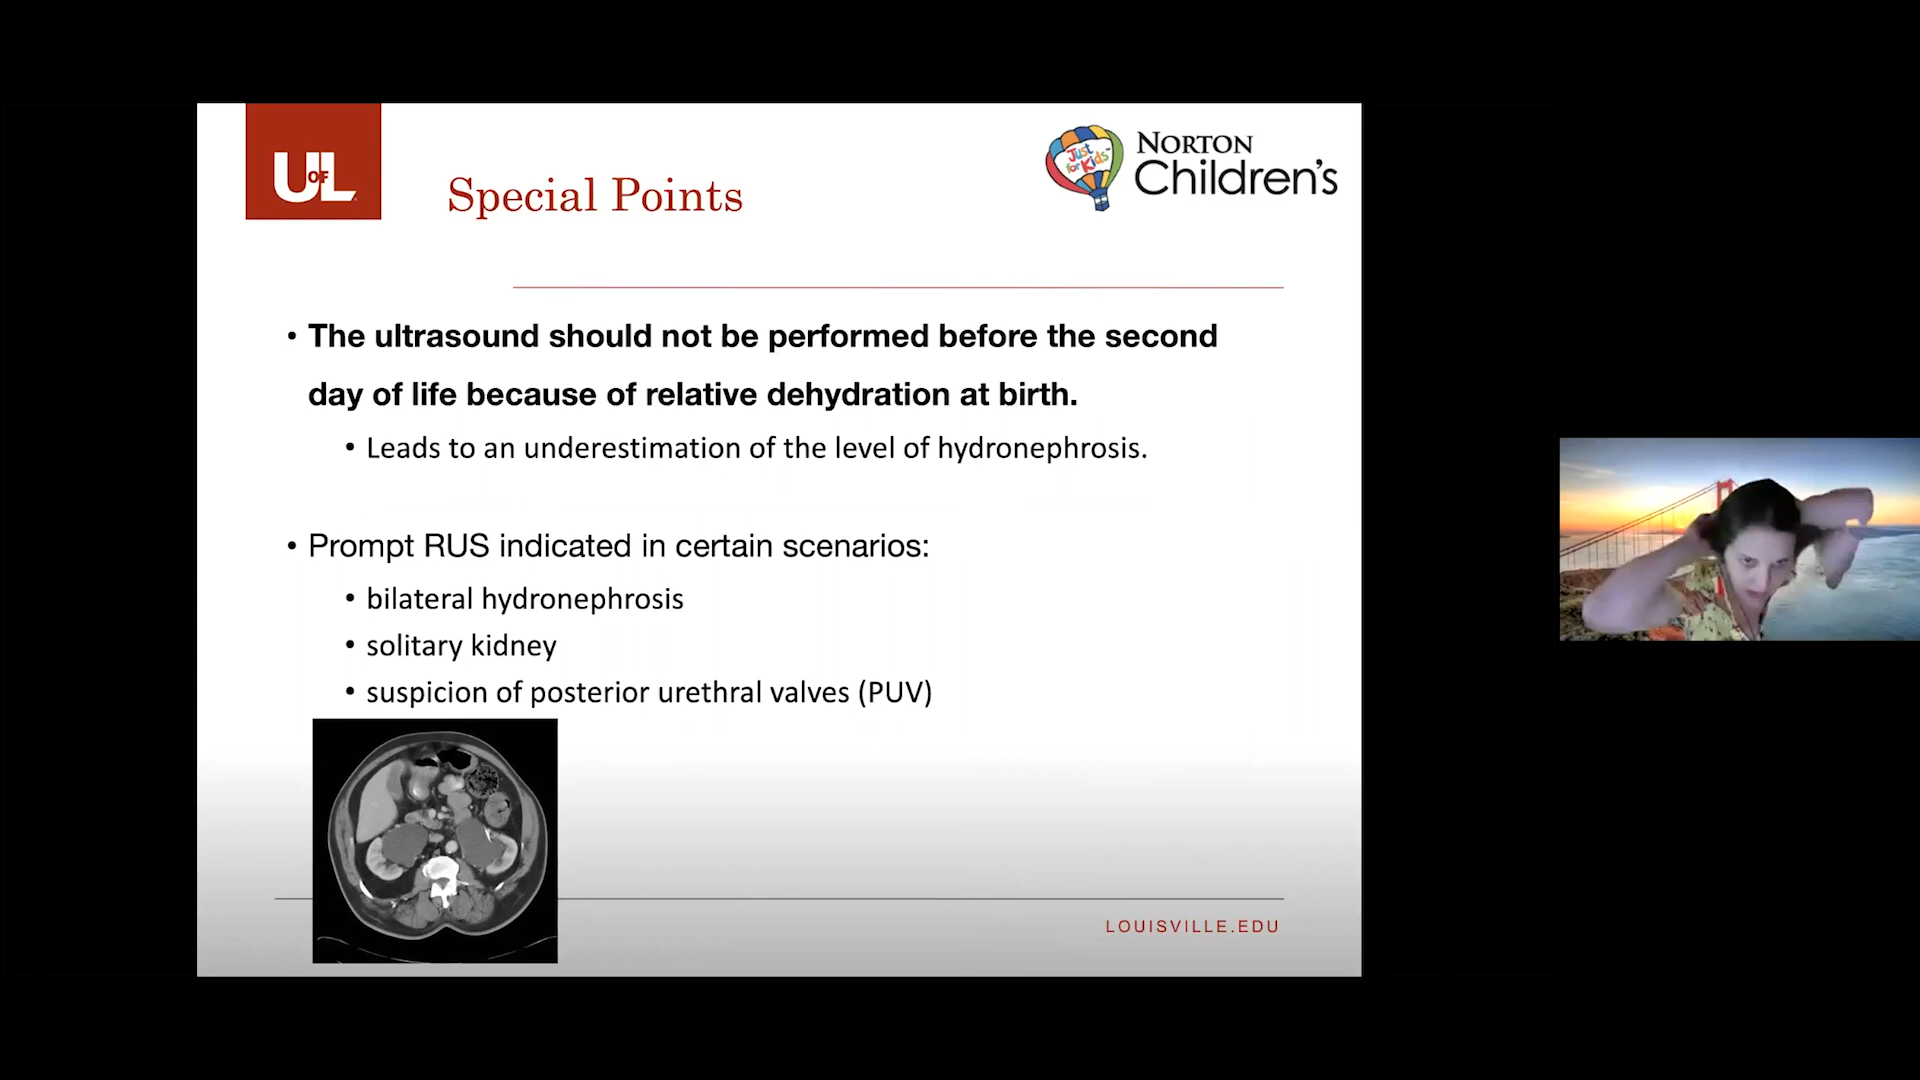 UofL
Special Points
Just for Kids
NORTON
Children's
• The ultrasound should not be performed before the second
day of life because of relative dehydration at birth.
• Leads to an underestimation of the level of hydronephrosis.
• Prompt RUS indicated in certain scenarios:
• bilateral hydronephrosis
• solitary kidney
• suspicion of posterior urethral valves (PUV)
LOUISVILLE.EDU